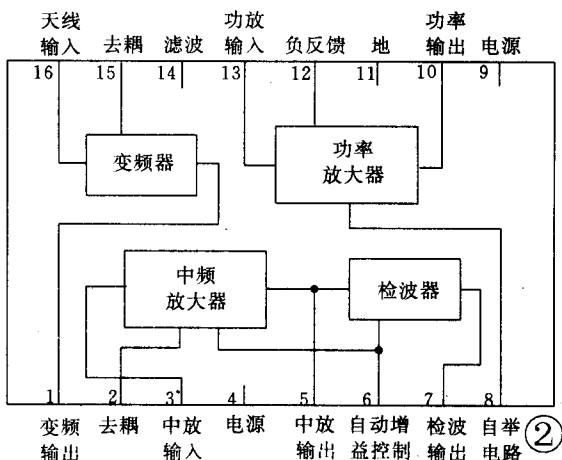 天线
输入
去耦
滤波
功放
输入
负反馈
地
功率
输出
电源
16
15
14
13
12
11
10
9
变频器
功率
放大器
中频
放大器
检波器
1
2
3
4
5
6
7
8
变频
输出
去耦
中放
输入
电源
中放
输出
自动增
益控制
检波
输出
自举
电路
②